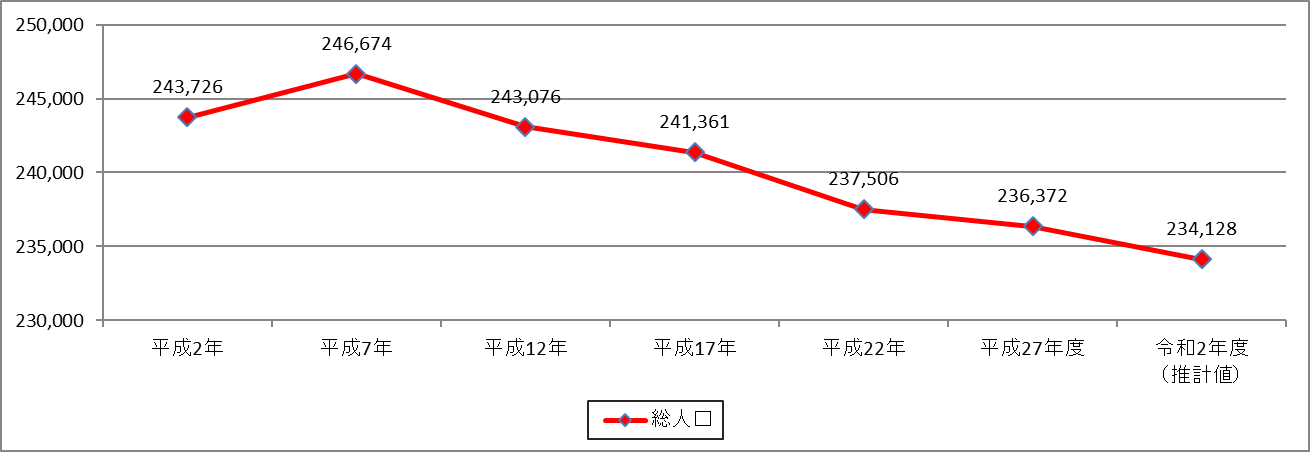 250,000
245,000
240,000
235,000
230,000
243,726
246,674
243,076
241,361
237,506
236,372
234,128
平成2年
平成7年
平成12年
平成17年
平成22年
平成27年度
令和2年度
（推計値）
総人口